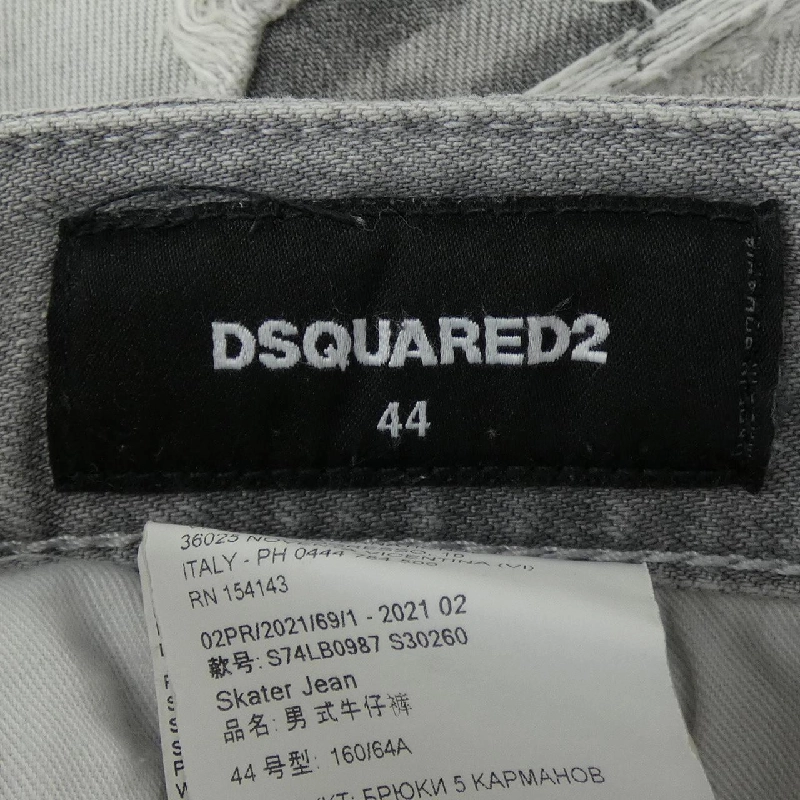 DSQUARED2
44
ITALY - PH 0444
RN 154143
02PR/2021/69/1 - 2021 02
款号: S74LB0987 S30260
Skater Jean
品名: 男式牛仔裤
44 号型: 160/64A
БРЮКИ 5 КАРМАНОВ